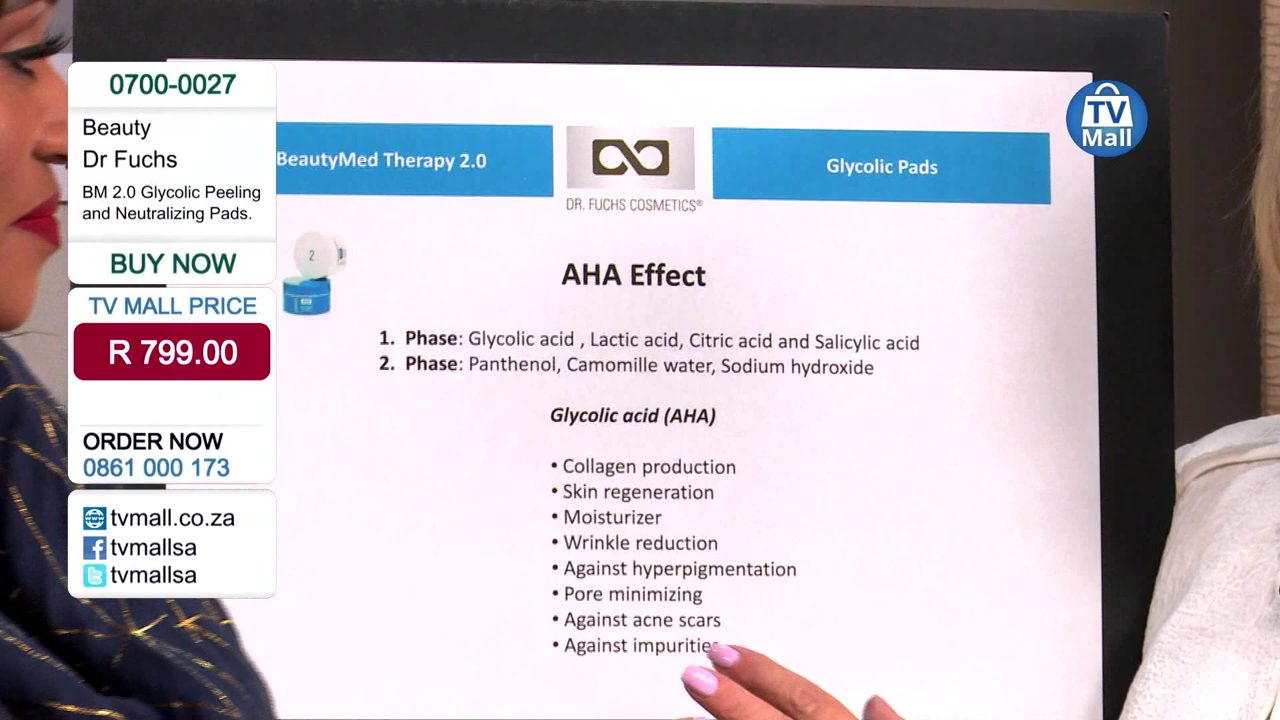 0700-0027
Beauty
Dr Fuchs
BM 2.0 Glycolic Peeling
and Neutralizing Pads.
BUY NOW
TV MALL PRICE
R 799.00
ORDER NOW
0861 000 173
tvmall.co.za
tvmallsa
tvmallsa
TV
Mall
BeautyMed Therapy 2.0
DR. FUCHS COSMETICS®
Glycolic Pads
2
AHA Effect
1. Phase: Glycolic acid , Lactic acid, Citric acid and Salicylic acid
2. Phase: Panthenol, Camomille water, Sodium hydroxide
Glycolic acid (AHA)
• Collagen production
• Skin regeneration
• Moisturizer
• Wrinkle reduction
• Against hyperpigmentation
• Pore minimizing
• Against acne scars
• Against impurities